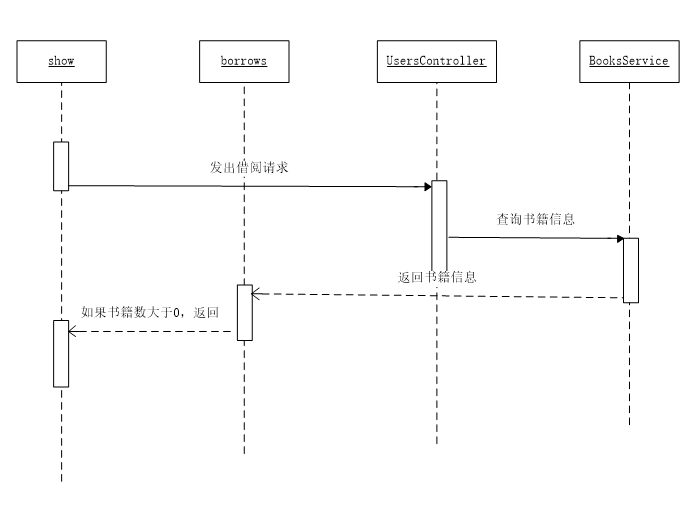 show
borrows
UsersController
BooksService
发出借阅请求
查询书籍信息
返回书籍信息
如果书籍数大于0，返回